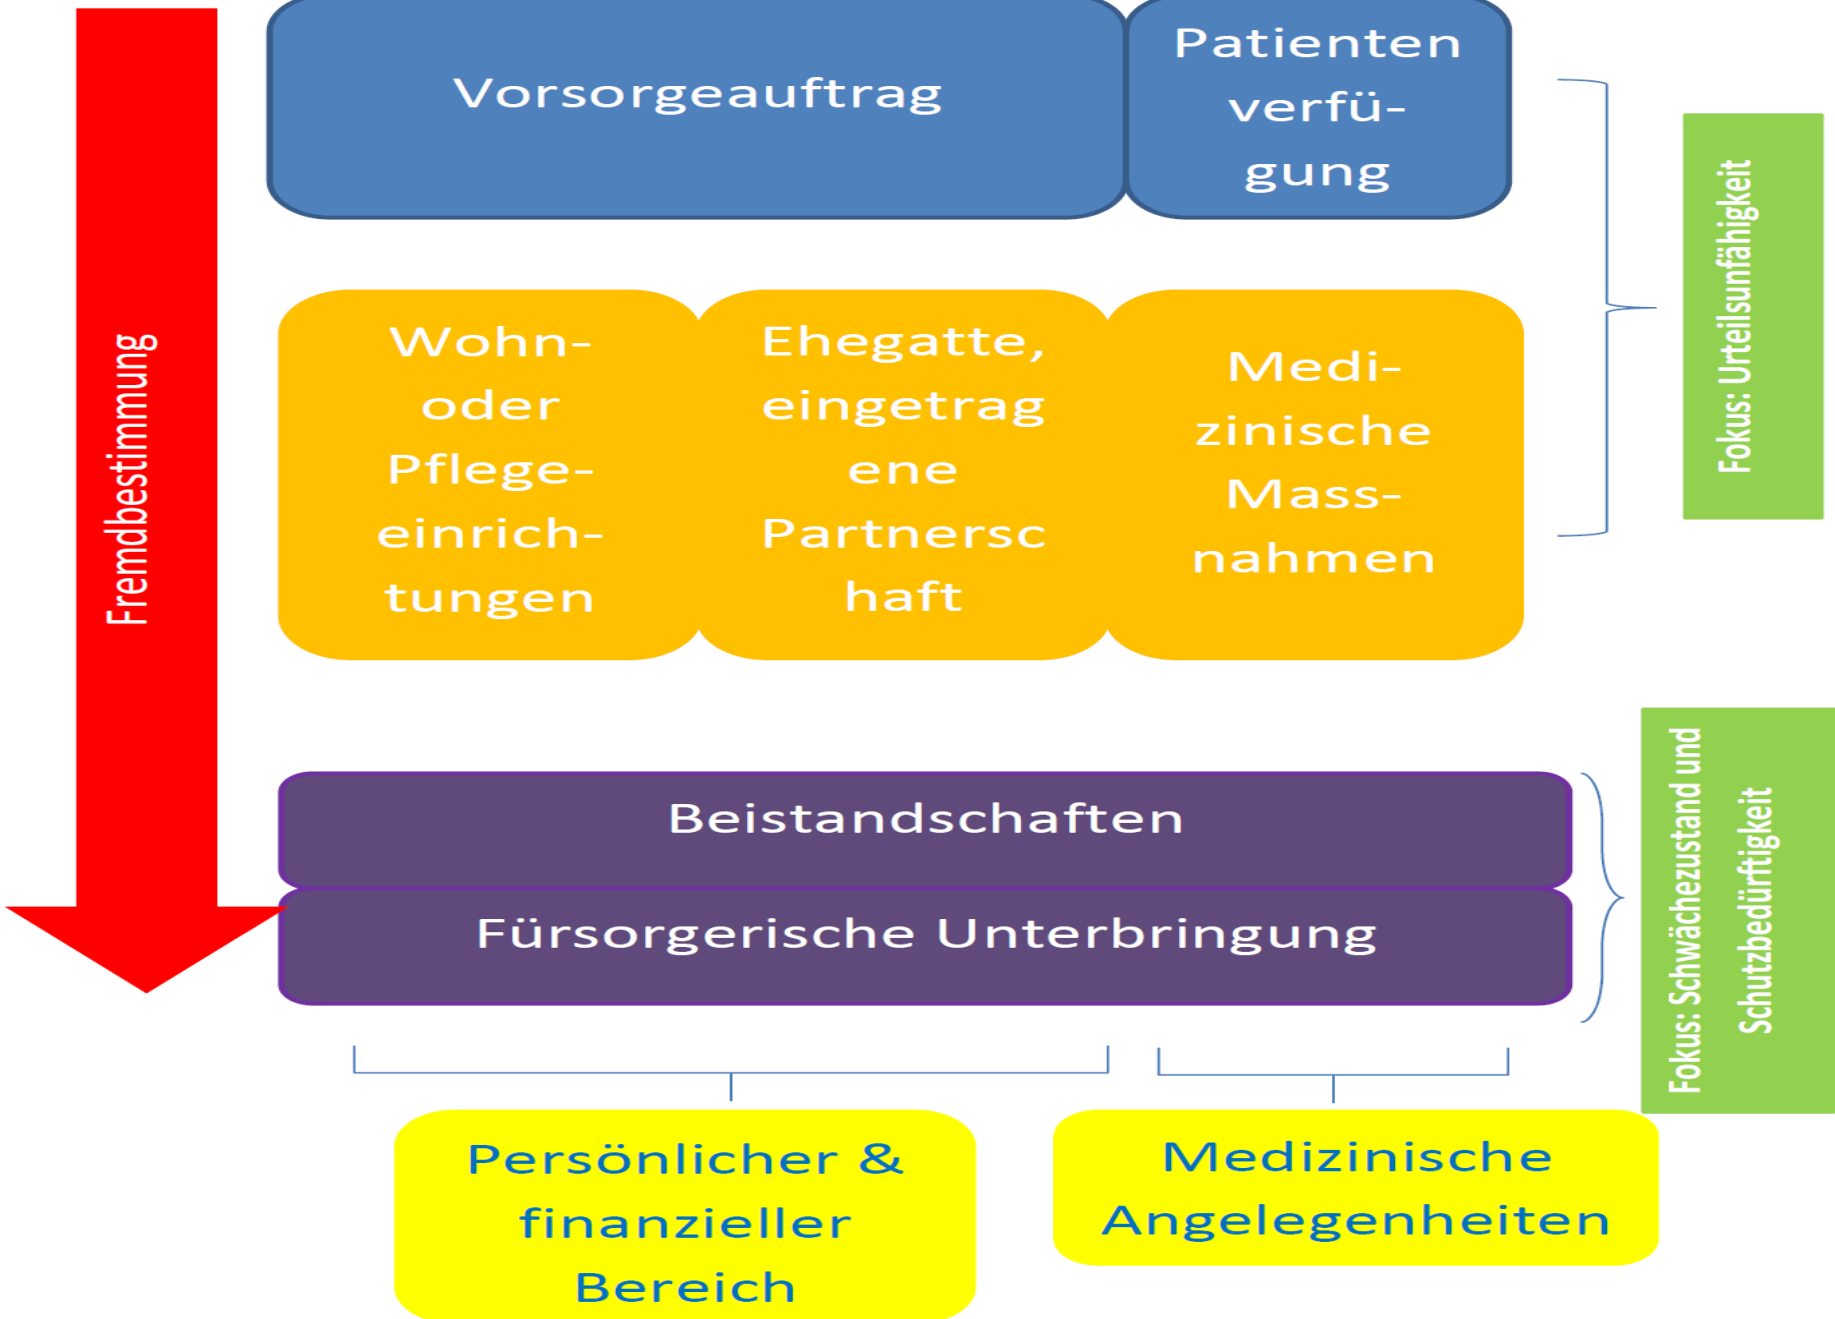 Fremdbestimmung
Vorsorgeauftrag
Patienten
verfü-
gung
Wohn-
oder
Pflege-
einrich-
tungen
Ehegatte,
eingetrag
ene
Partnersc
haft
Medi-
zinische
Mass-
nahmen
Fokus: Urteilsunfähigkeit
Beistandschaften
Fürsorgerische Unterbringung
Fokus: Schwächezustand und
Schutzbedürftigkeit
Persönlicher &
finanzieller
Bereich
Medizinische
Angelegenheiten